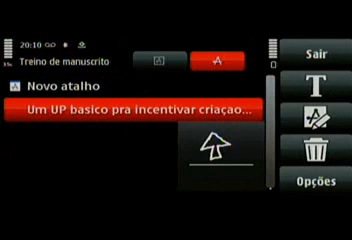 20:10
Sair
Treino de manuscrito
A
Novo atalho
T
Um UP basico pra incentivar criaçao...
Opções